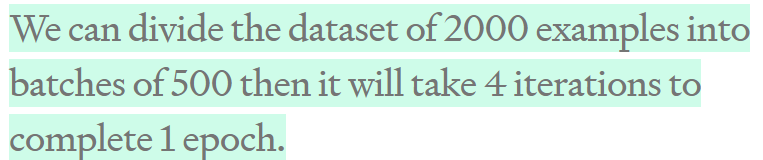 We can divide the dataset of 2000 examples into
batches of 500 then it will take 4 iterations to
complete 1 epoch.